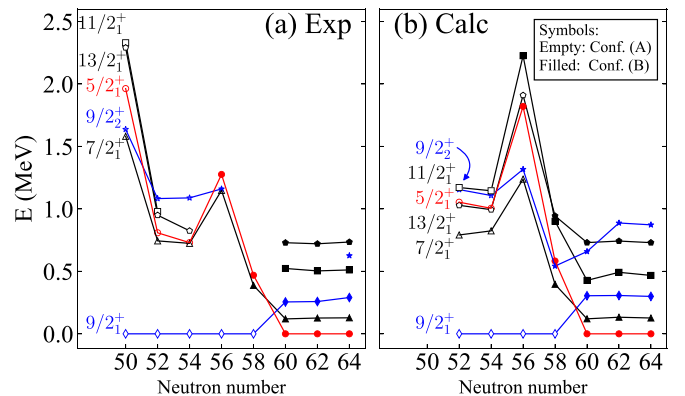 (a) Exp
(b) Calc
Symbols:
Empty: Conf. (A)
Filled: Conf. (B)
E (MeV)
2.5
2.0
1.5
1.0
0.5
0.0
11/2₁⁺
13/2₁⁺
5/2₁⁺
9/2₂⁺
7/2₁⁺
9/2₁⁺
9/2₂⁺
11/2₁⁺
5/2₁⁺
13/2₁⁺
7/2₁⁺
9/2₁⁺
50 52 54 56 58 60 62 64
50 52 54 56 58 60 62 64
Neutron number
Neutron number